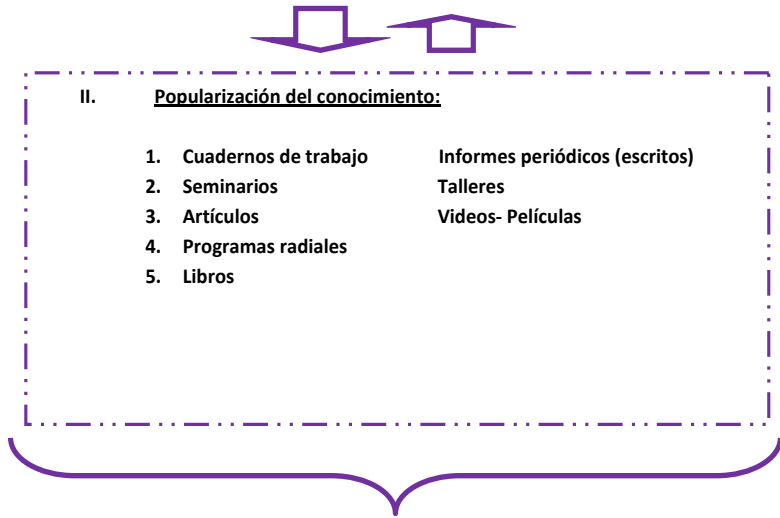 II. Popularización del conocimiento:
1. Cuadernos de trabajo Informes periódicos (escritos)
2. Seminarios Talleres
3. Artículos Videos- Películas
4. Programas radiales
5. Libros